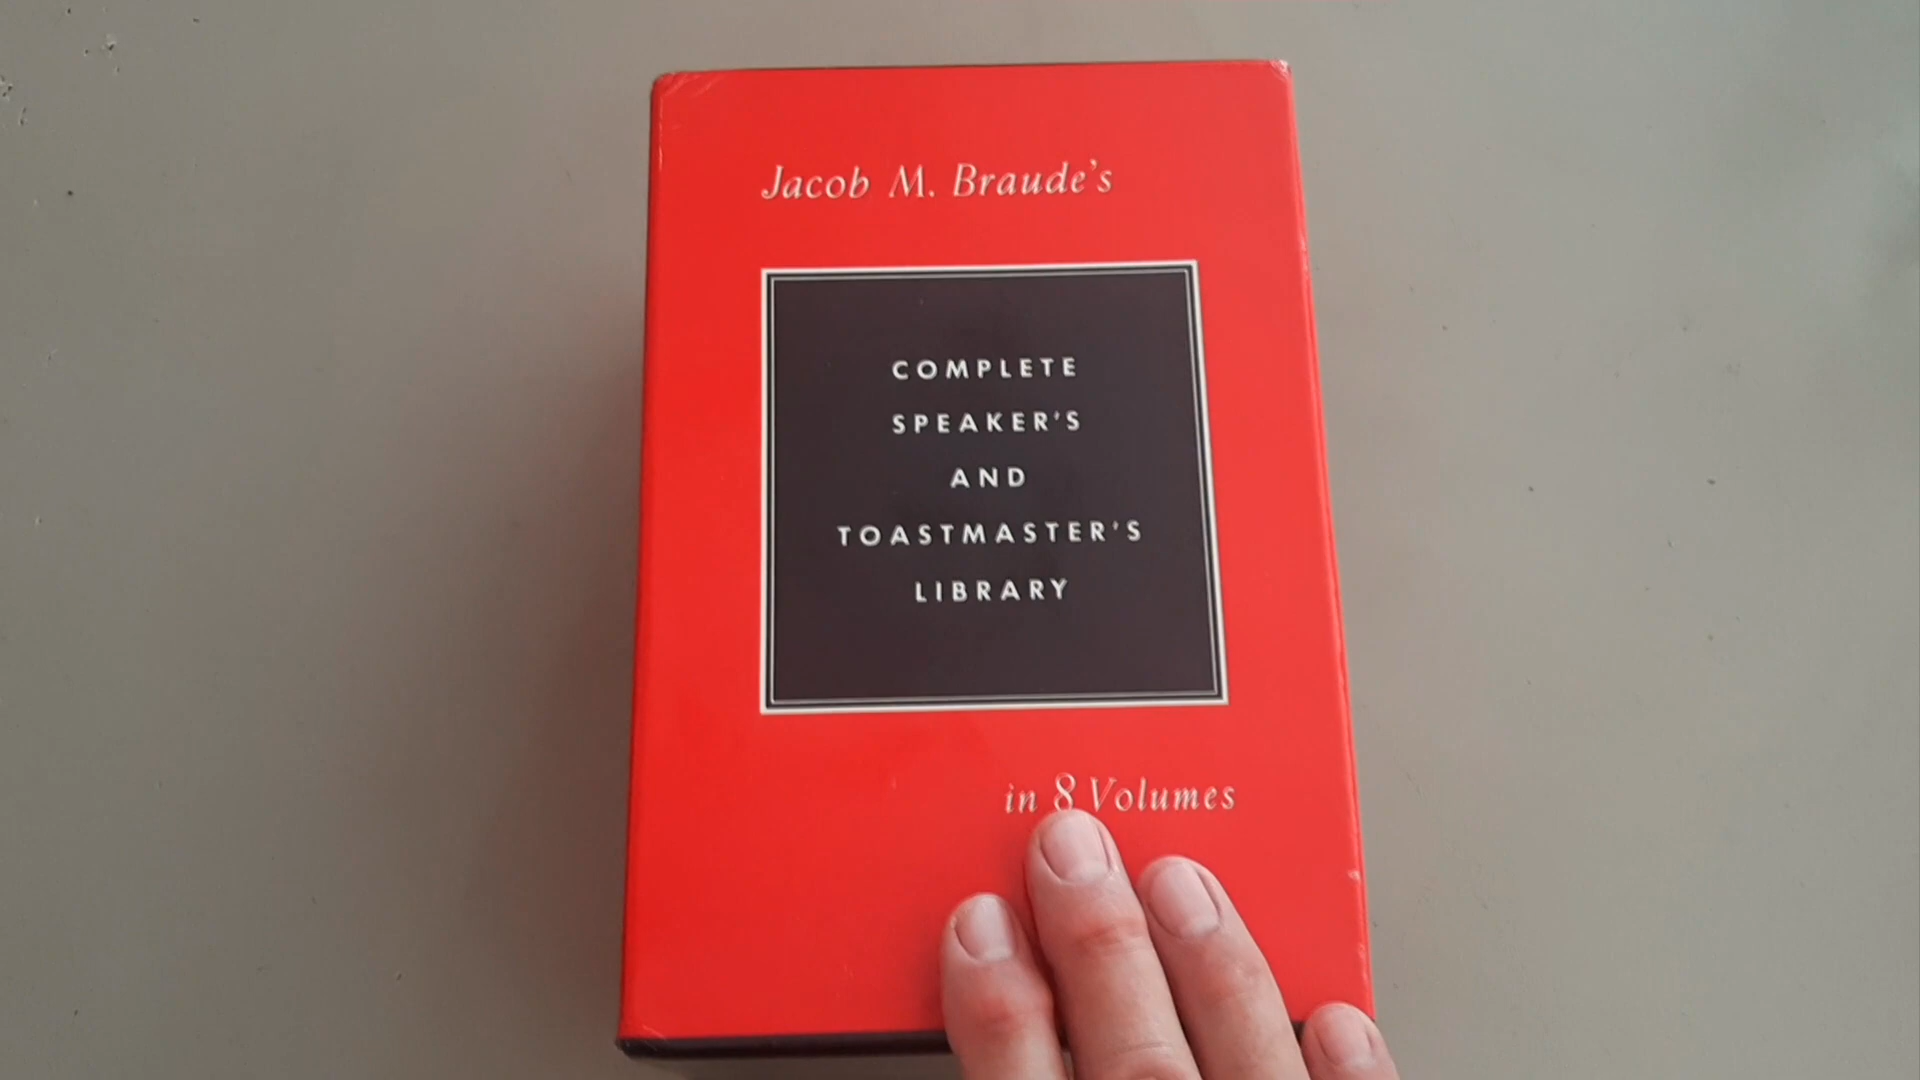 Jacob M. Braude's
COMPLETE
SPEAKER'S
AND
TOASTMASTER'S
LIBRARY
in 8 Volumes